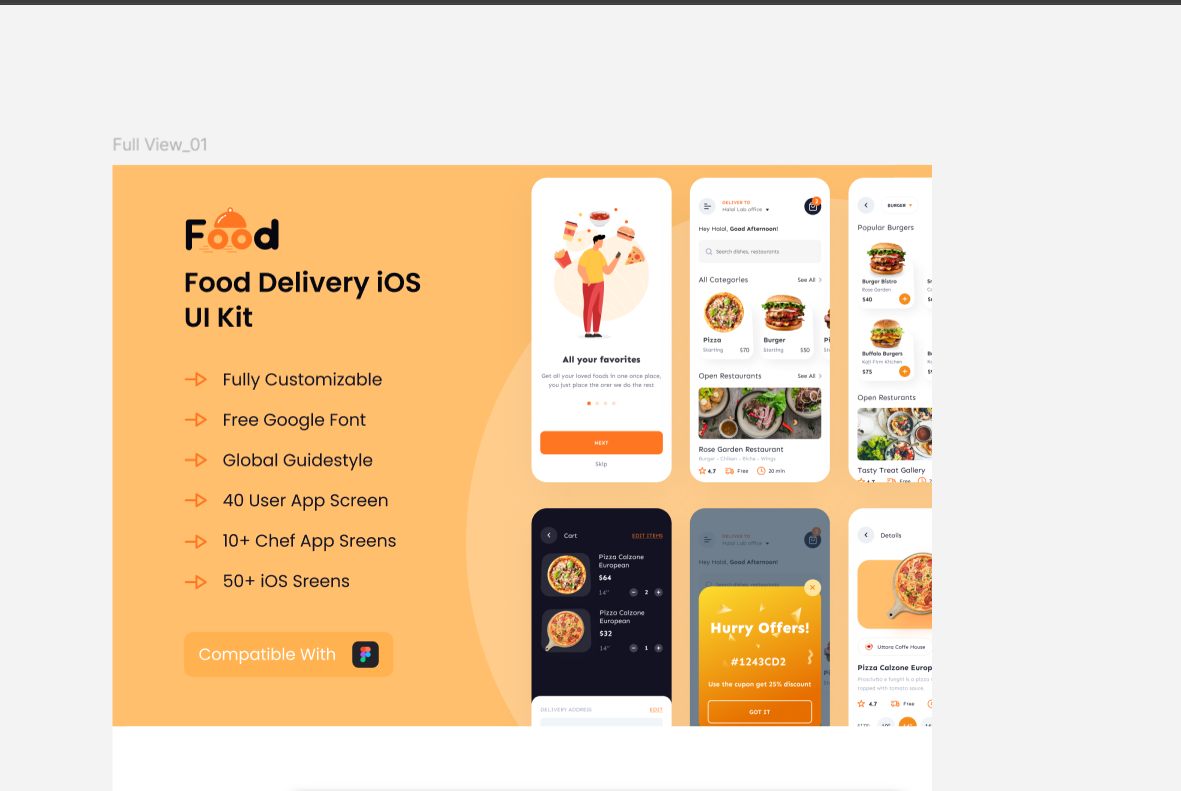 Full View_01
Food
Food Delivery iOS
UI Kit
Fully Customizable
Free Google Font
Global Guidestyle
40 User App Screen
10+ Chef App Sreens
50+ iOS Sreens
Compatible With
All your favorites
Get all your loved foods in one once place,
you just place the orer we do the rest
NEXT
Skip
DELIVER TO
Halal Lab office
2
Hey Halal, Good Afternoon!
Search dishes, restaurants
All Categories
See All
Pizza
Starting
$70
Burger
Starting
$50
Open Restaurants
See All
Rose Garden Restaurant
Burger - Chiken - Riche - Wings
4.7
Free
20 min
BURGER
Popular Burgers
Burger Bistro
Rose Garden
$40
Buffalo Burgers
Kaji Firm Kitchen
$75
Open Resturants
Tasty Treat Gallery
4.7
Free
Cart
EDIT ITEMS
Pizza Calzone
European
$64
14"
2
Pizza Calzone
European
$32
14"
1
DELIVERY ADDRESS
EDIT
DELIVER TO
Halal Lab office
Hey Halal, Good Afternoon!
Search dishes, restaurants
Hurry Offers!
#1243CD2
Use the cupon get 25% discount
GOT IT
Details
Uttora Coffe House
Pizza Calzone Europ
Prosciutto e funghi is a pizza
topped with tomato sauce.
4.7
Free